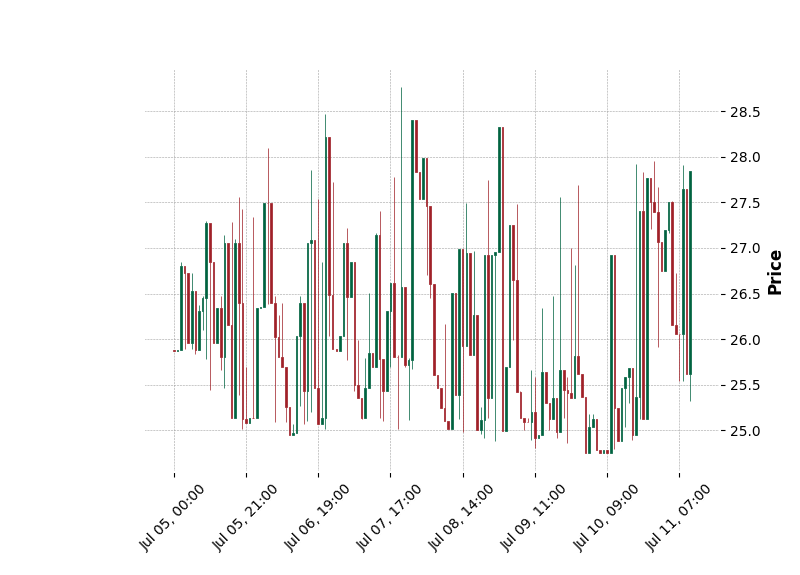 28.5
28.0
27.5
27.0
26.5
26.0
25.5
25.0
Price
Jul 05, 00:00
Jul 05, 21:00
Jul 06, 19:00
Jul 07, 17:00
Jul 08, 14:00
Jul 09, 11:00
Jul 10, 09:00
Jul 11, 07:00